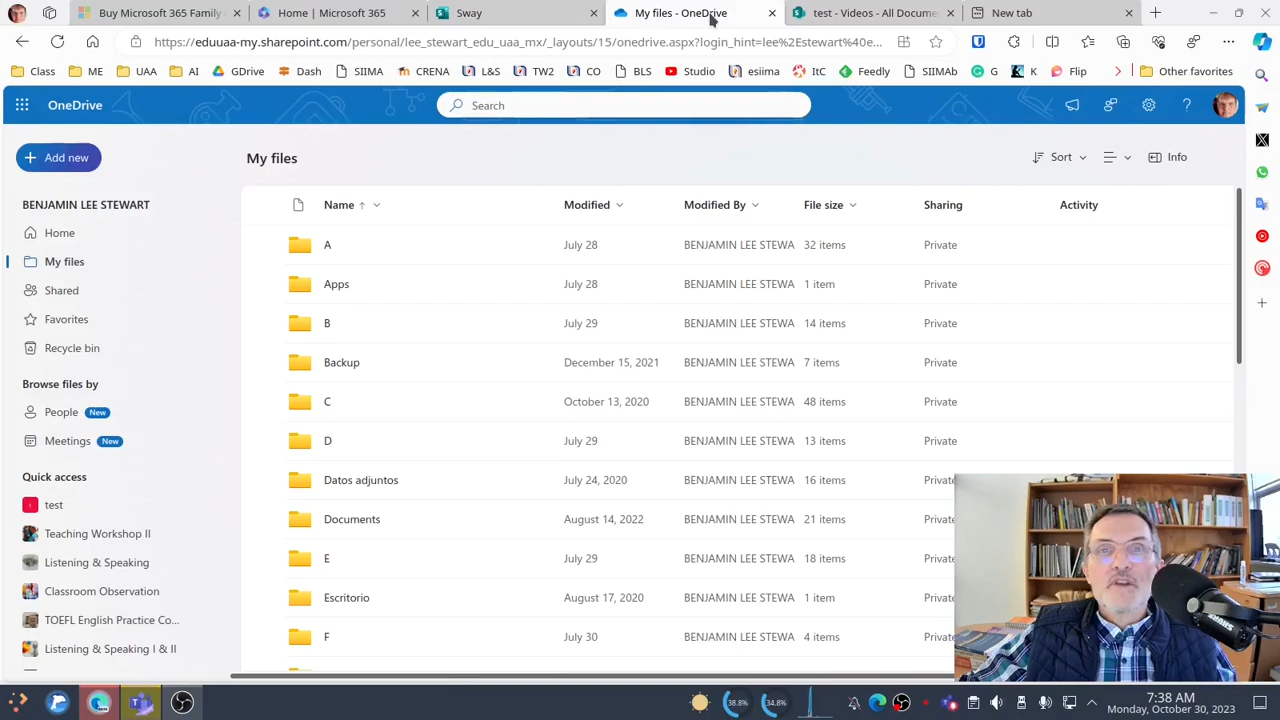 Buy Microsoft 365 Family
Home | Microsoft 365
Sway
My files - OneDrive
test - Videos - All Docume
New tab
https://eduuaa-my.sharepoint.com/personal/lee_stewart_edu_uaa_mx/_layouts/15/onedrive.aspx?login_hint=lee%2Estewart%40e...
Class
ME
UAA
AI
GDrive
Dash
SIIMA
CRENA
L&S
TW2
CO
BLS
Studio
esiima
ItC
Feedly
SIIMAb
G
K
Flip
Other favorites
OneDrive
Search
Add new
My files
Sort
Info
BENJAMIN LEE STEWART
Home
My files
Shared
Favorites
Recycle bin
Browse files by
People New
Meetings New
Quick access
test
Teaching Workshop II
Listening & Speaking
Classroom Observation
TOEFL English Practice Co...
Listening & Speaking I & II
Name Modified Modified By File size Sharing Activity
A July 28 BENJAMIN LEE STEWA 32 items Private
Apps July 28 BENJAMIN LEE STEWA 1 item Private
B July 29 BENJAMIN LEE STEWA 14 items Private
Backup December 15, 2021 BENJAMIN LEE STEWA 7 items Private
C October 13, 2020 BENJAMIN LEE STEWA 48 items Private
D July 29 BENJAMIN LEE STEWA 13 items Private
Datos adjuntos July 24, 2020 BENJAMIN LEE STEWA 16 items Private
Documents August 14, 2022 BENJAMIN LEE STEWA 21 items Private
E July 29 BENJAMIN LEE STEWA 18 items Private
Escritorio August 17, 2020 BENJAMIN LEE STEWA 1 item Private
F July 30 BENJAMIN LEE STEWA 4 items Private
38.8%
34.8%
7:38 AM
Monday, October 30, 2023